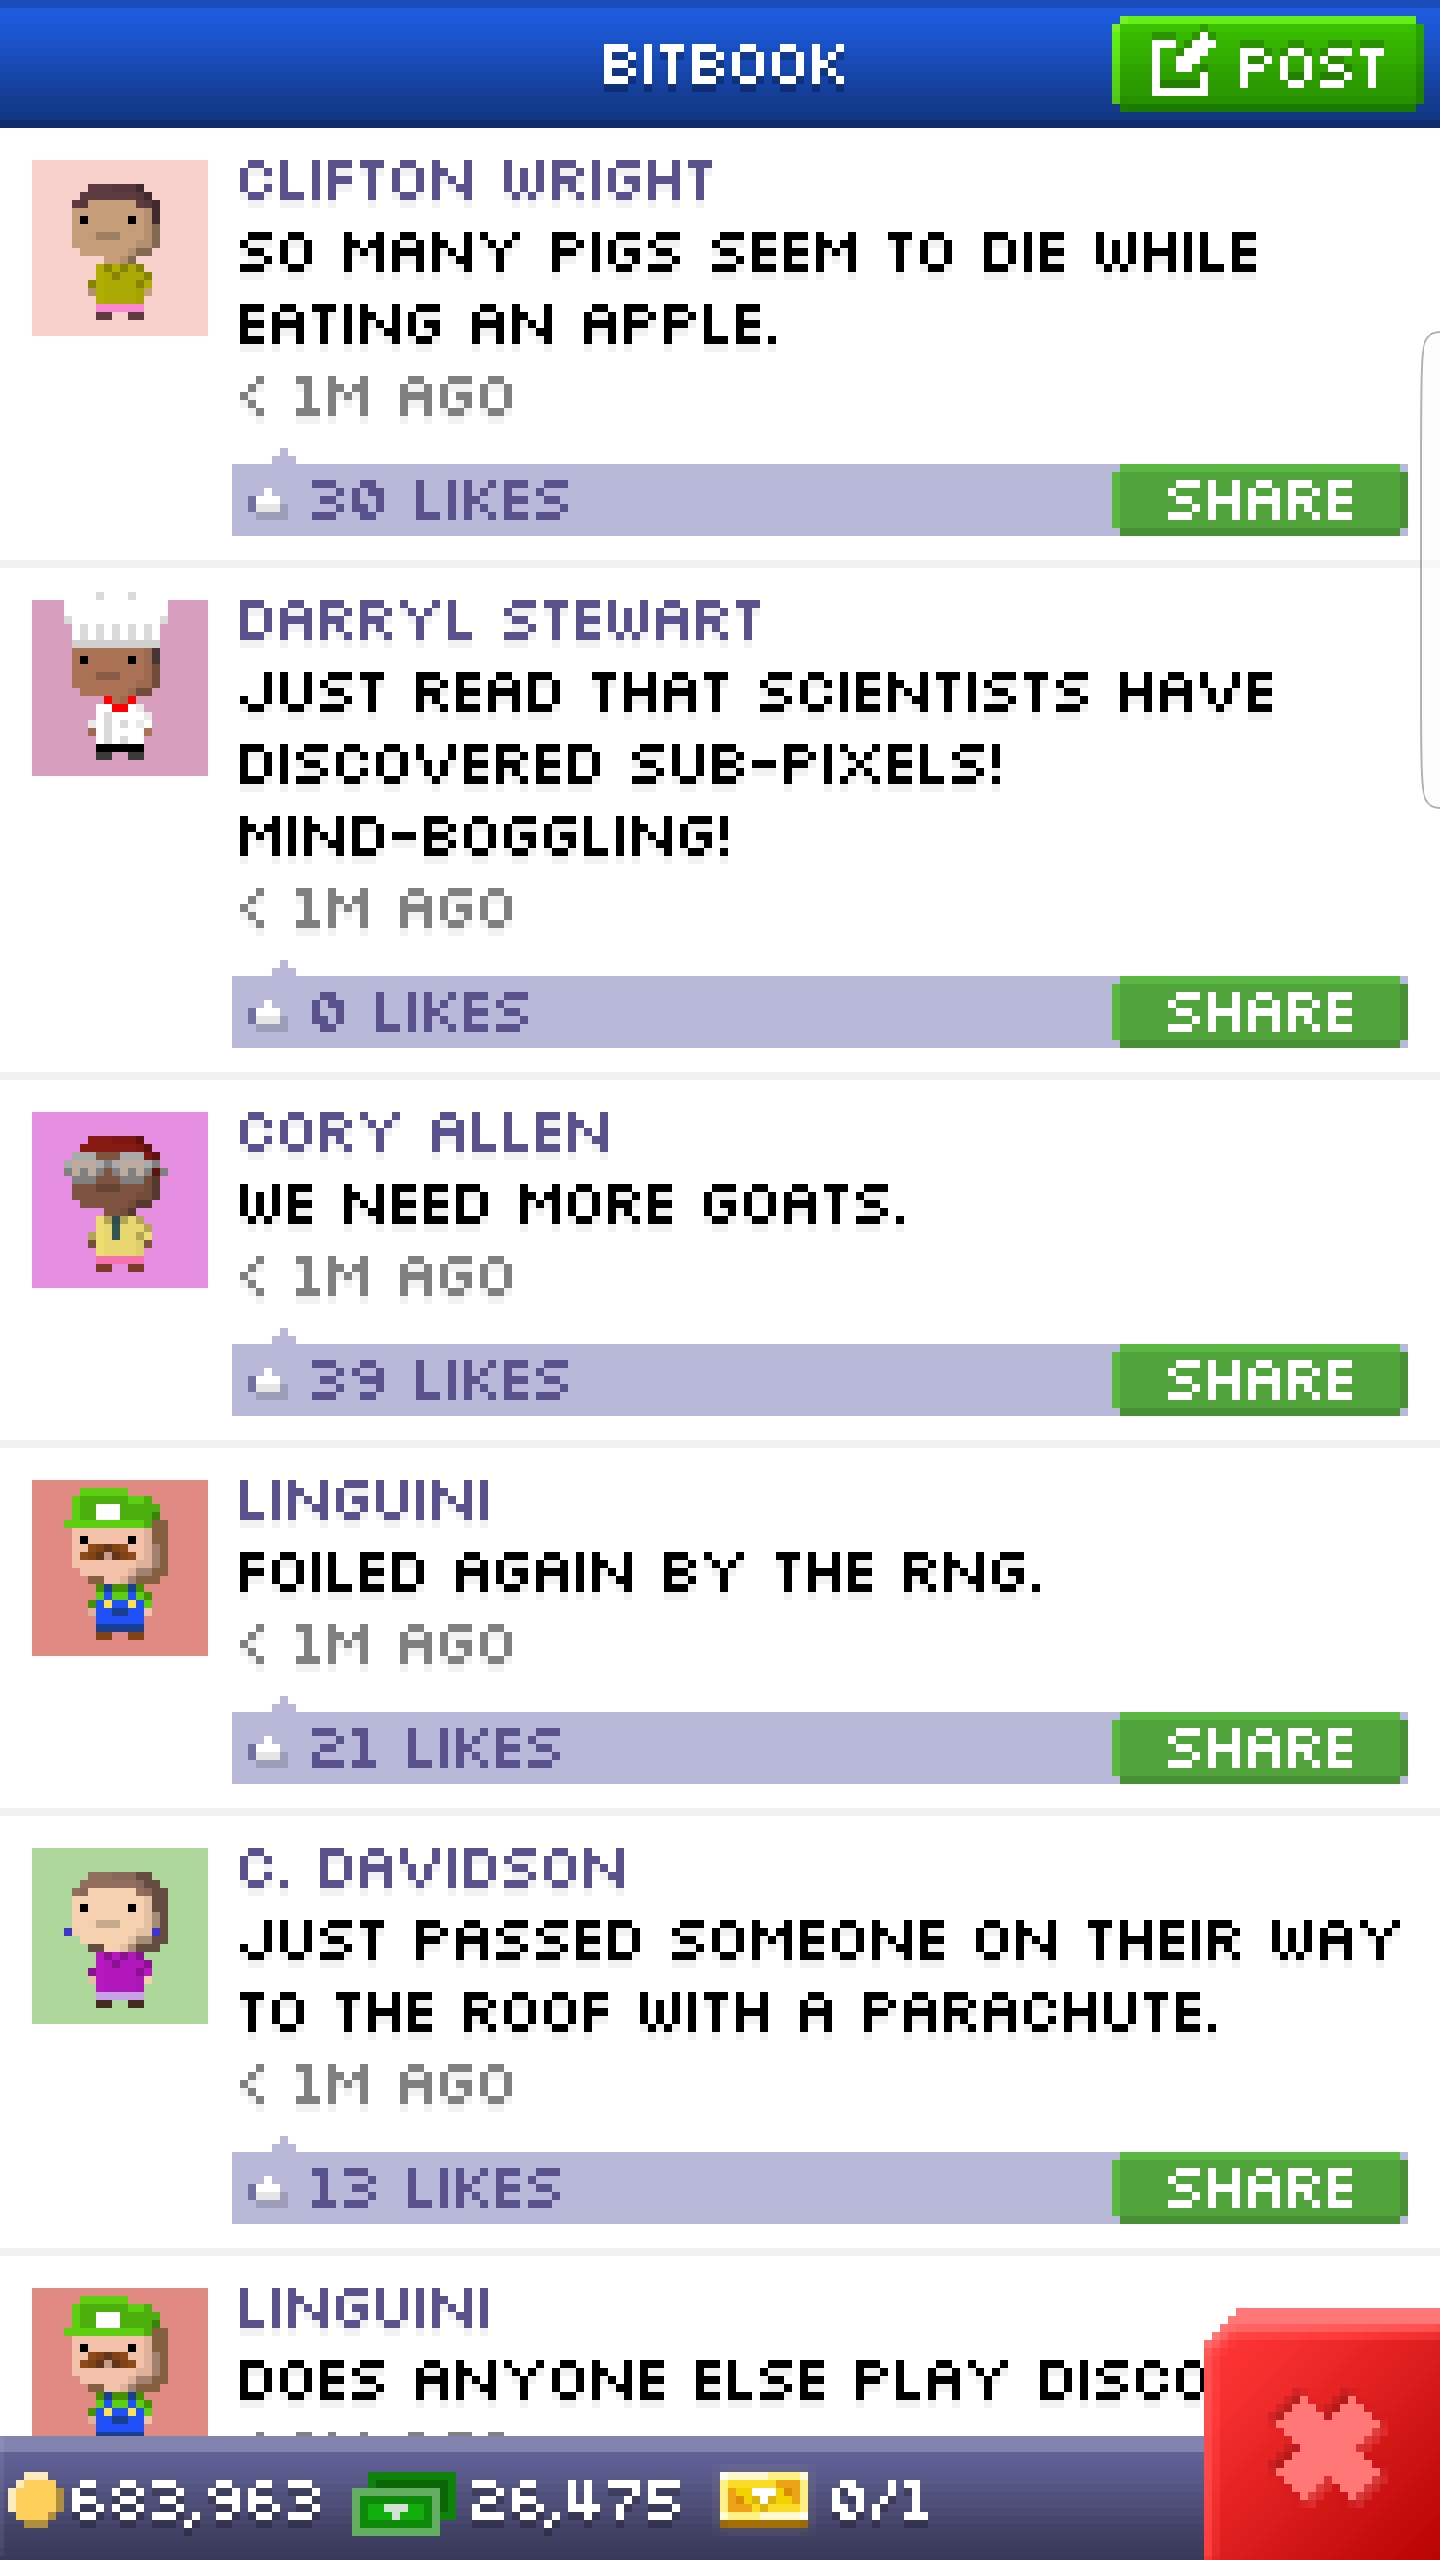 BITBOOK
POST
CLIFTON WRIGHT
SO MANY PIGS SEEM TO DIE WHILE
EATING AN APPLE.
< 1M AGO
30 LIKES
SHARE
DARRYL STEWART
JUST READ THAT SCIENTISTS HAVE
DISCOVERED SUB-PIXELS!
MIND-BOGGLING!
< 1M AGO
0 LIKES
SHARE
CORY ALLEN
WE NEED MORE GOATS.
< 1M AGO
39 LIKES
SHARE
LINGUINI
FOILED AGAIN BY THE RNG.
< 1M AGO
21 LIKES
SHARE
C. DAVIDSON
JUST PASSED SOMEONE ON THEIR WAY
TO THE ROOF WITH A PARACHUTE.
< 1M AGO
13 LIKES
SHARE
LINGUINI
DOES ANYONE ELSE PLAY DISCO
683,963
26,475
0/1